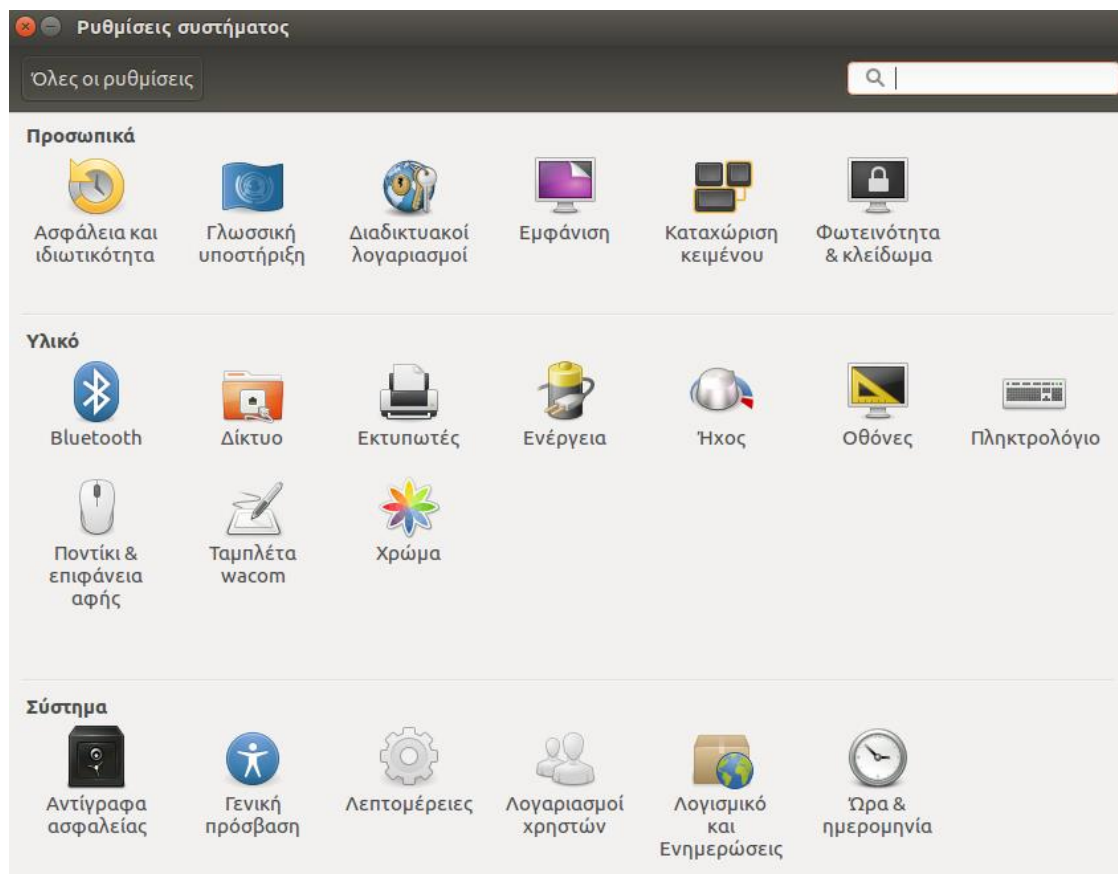 Ρυθμίσεις συστήματος
Όλες οι ρυθμίσεις
Προσωπικά
Ασφάλεια και
ιδιωτικότητα
Γλωσσική
υποστήριξη
Διαδικτυακοί
λογαριασμοί
Εμφάνιση
Καταχώριση
κειμένου
Φωτεινότητα
& κλείδωμα
Υλικό
Bluetooth
Δίκτυο
Εκτυπωτές
Ενέργεια
Ήχος
Οθόνες
Πληκτρολόγιο
Ποντίκι &
επιφάνεια
αφής
Ταμπλέτα
wacom
Χρώμα
Σύστημα
Αντίγραφα
ασφαλείας
Γενική
πρόσβαση
Λεπτομέρειες
Λογαριασμοί
χρηστών
Λογισμικό
και
Ενημερώσεις
Ώρα &
ημερομηνία